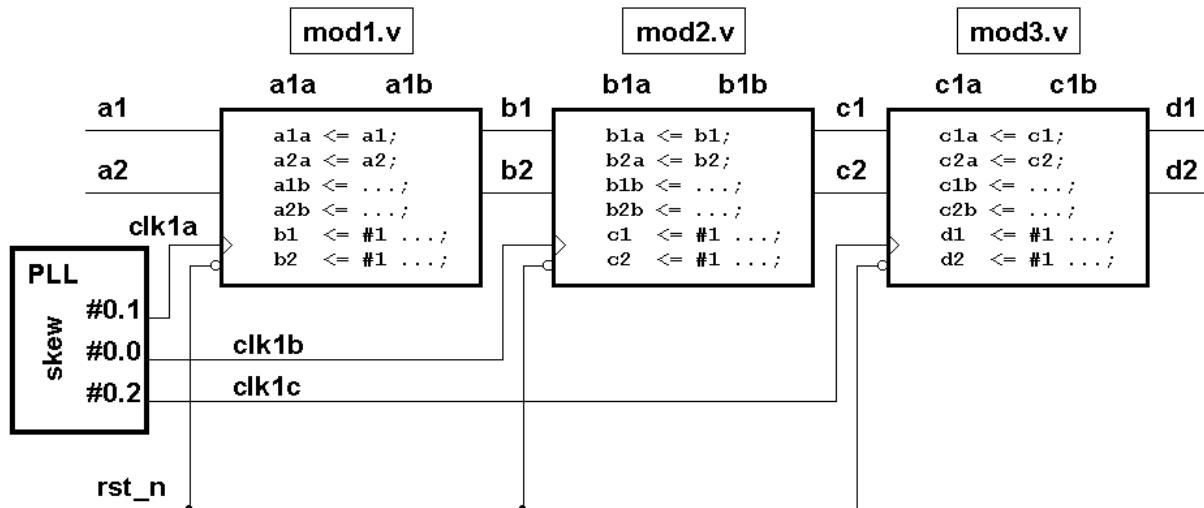 mod1.v mod2.v mod3.v
a1a a1b b1a b1b c1a c1b
a1 b1 c1 d1
a2 b2 c2 d2
a1a <= a1;
a2a <= a2;
a1b <= ...;
a2b <= ...;
b1 <= #1 ...;
b2 <= #1 ...;
b1a <= b1;
b2a <= b2;
b1b <= ...;
b2b <= ...;
c1 <= #1 ...;
c2 <= #1 ...;
c1a <= c1;
c2a <= c2;
c1b <= ...;
c2b <= ...;
d1 <= #1 ...;
d2 <= #1 ...;
clk1a
PLL
skew
#0.1
#0.0
#0.2
clk1b
clk1c
rst_n